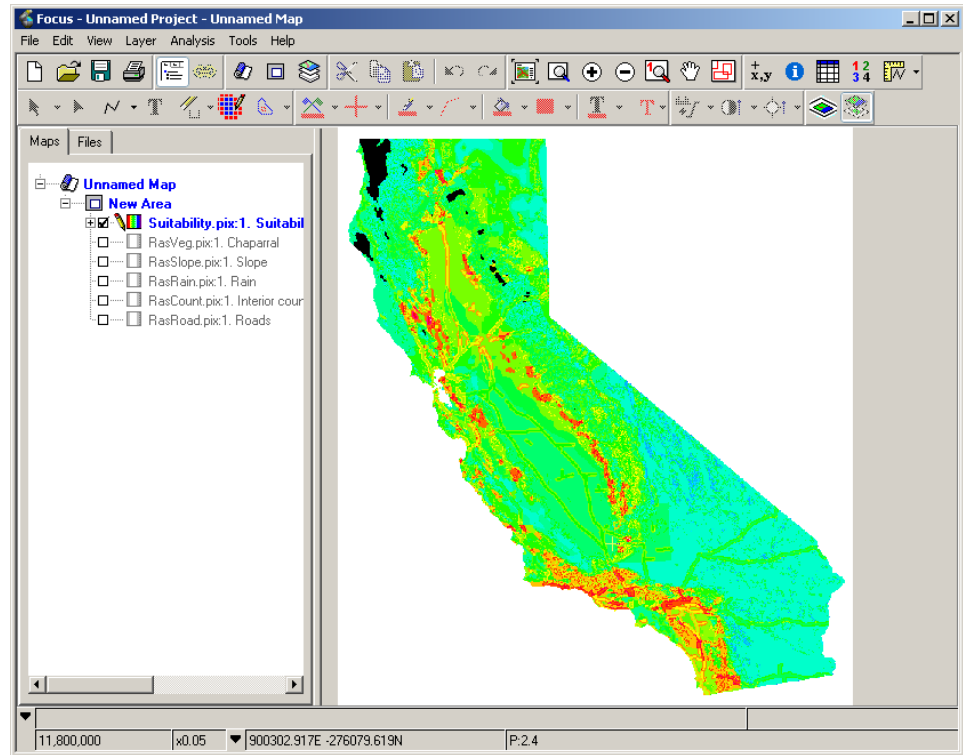 Focus - Unnamed Project - Unnamed Map
File Edit View Layer Analysis Tools Help
x,y 1 2 3 4
T T T
Maps Files
Unnamed Map
New Area
Suitability.pix:1. Suitabil
RasVeg.pix:1. Chaparral
RasSlope.pix:1. Slope
RasRain.pix:1. Rain
RasCount.pix:1. Interior cour
RasRoad.pix:1. Roads
11,800,000 x0.05 900302.917E -276079.619N P:2.4